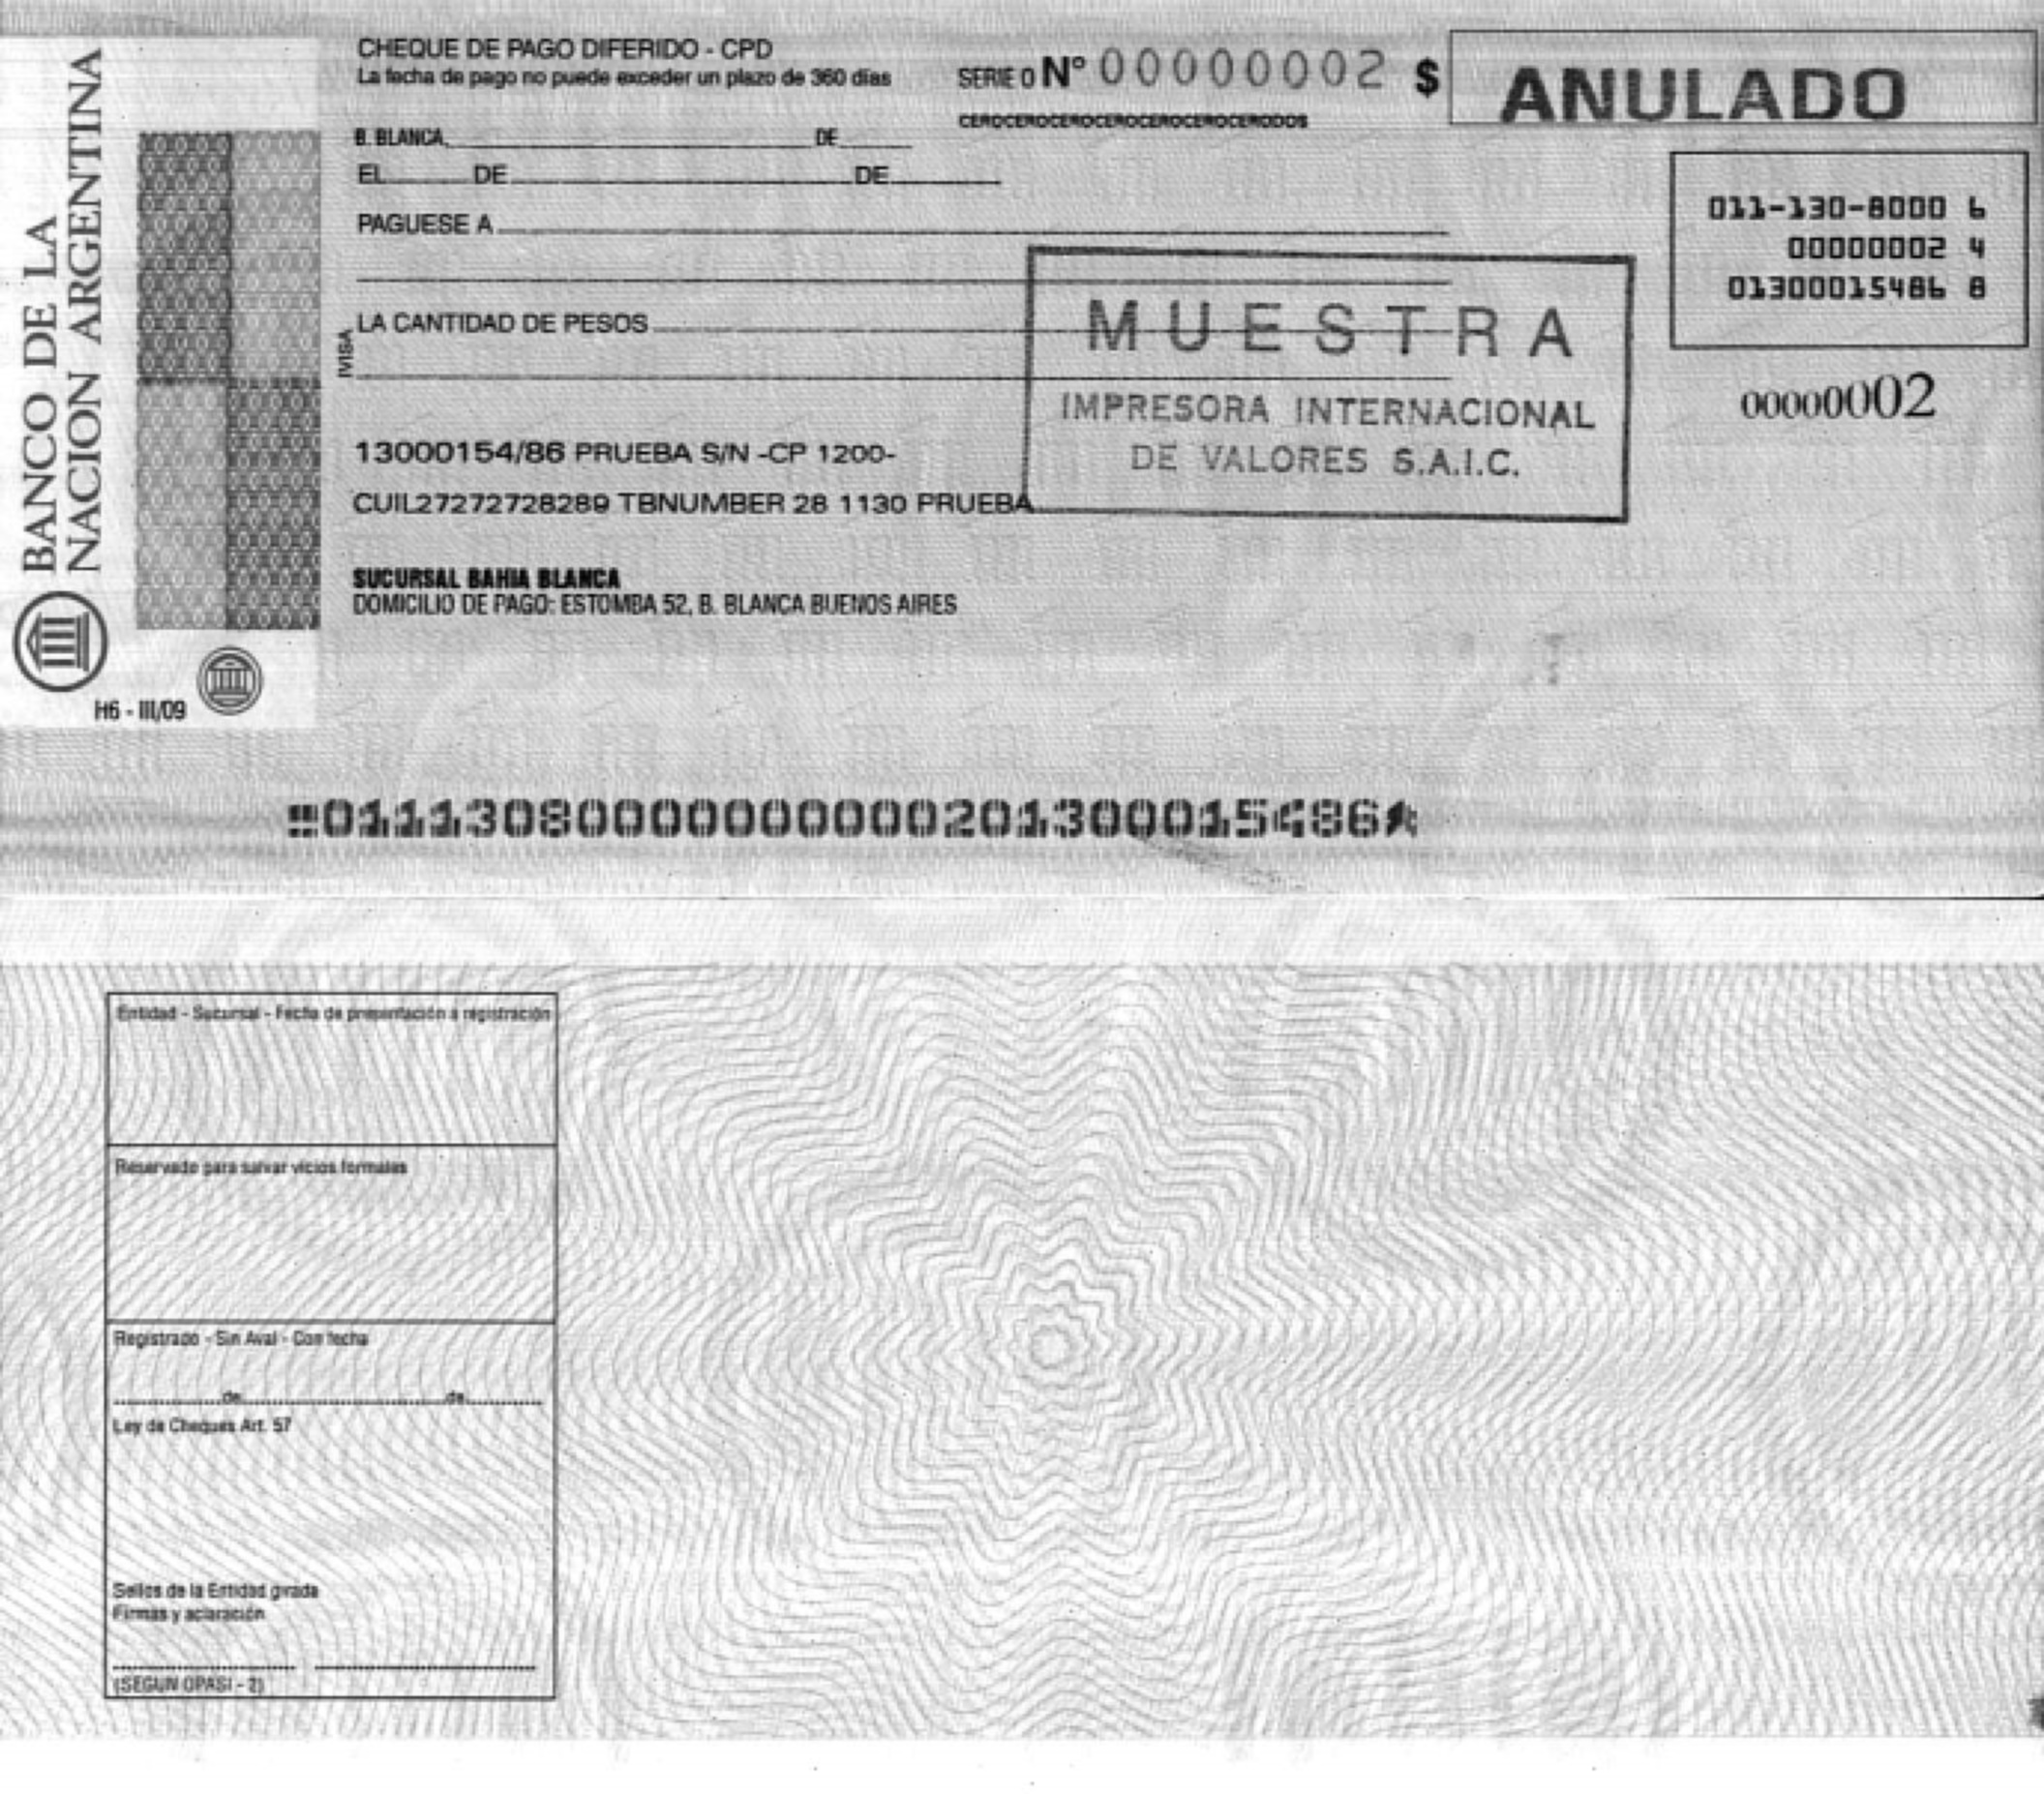 BANCO DE LA
NACION ARGENTINA
H6 - III/09
CHEQUE DE PAGO DIFERIDO - CPD
La fecha de pago no puede exceder un plazo de 360 días
SERIE 0 Nº 00000002 $ ANULADO
CEROCEROCEROCEROCEROCEROCERODOS
B. BLANCA, DE
EL DE DE
PAGUESE A
011-130-8000 6
00000002 4
01300015486 8
00000002
LA CANTIDAD DE PESOS
IVISA
MUESTRA
IMPRESORA INTERNACIONAL
DE VALORES S.A.I.C.
13000154/86 PRUEBA S/N -CP 1200-
CUIL27272728289 TBNUMBER 28 1130 PRUEBA
SUCURSAL BAHIA BLANCA
DOMICILIO DE PAGO: ESTOMBA 52, B. BLANCA BUENOS AIRES
0111308000000000201300015486
Entidad - Sucursal - Fecha de presentación a registración
Reservado para salvar vicios formales
Registrado - Sin Aval - Con fecha
de de
Ley de Cheques Art. 57
Sellos de la Entidad girada
Firmas y aclaración
(SEGUN OPASI - 2)